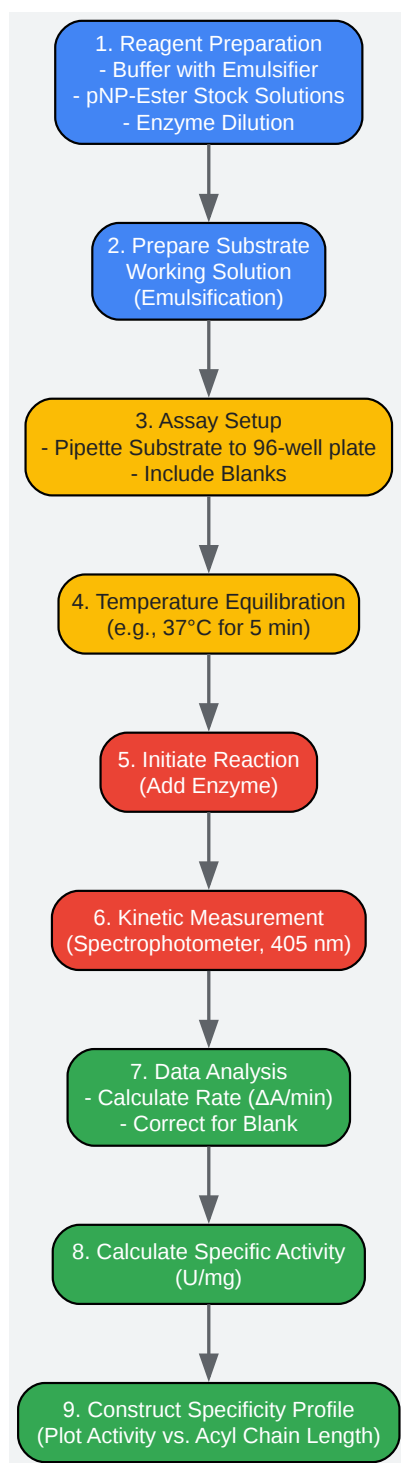 1. Reagent Preparation
- Buffer with Emulsifier
- pNP-Ester Stock Solutions
- Enzyme Dilution
2. Prepare Substrate
Working Solution
(Emulsification)
3. Assay Setup
- Pipette Substrate to 96-well plate
- Include Blanks
4. Temperature Equilibration
(e.g., 37°C for 5 min)
5. Initiate Reaction
(Add Enzyme)
6. Kinetic Measurement
(Spectrophotometer, 405 nm)
7. Data Analysis
- Calculate Rate (ΔA/min)
- Correct for Blank
8. Calculate Specific Activity
(U/mg)
9. Construct Specificity Profile
(Plot Activity vs. Acyl Chain Length)